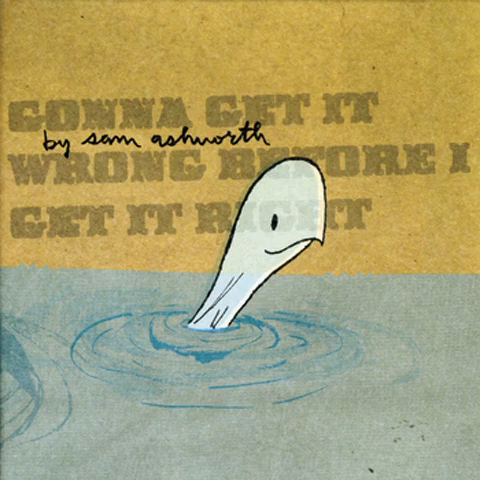 GONNA GET IT
by sam ashworth
WRONG BEFORE I
GET IT RIGHT